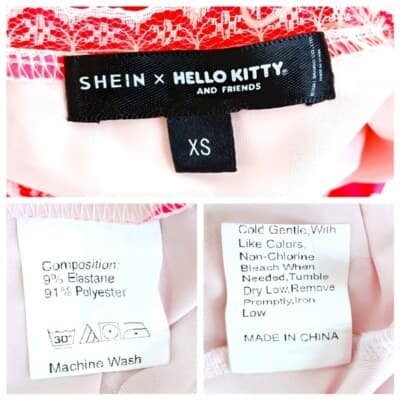 SHEIN × HELLO KITTY®
AND FRIENDS
XS
Composition:
9% Elastane
91% Polyester
30°
Machine Wash
Cold Gentle,With
Like Colors,
Non-Chlorine
Bleach When
Needed,Tumble
Dry Low,Remove
Promptly,Iron
Low
MADE IN CHINA